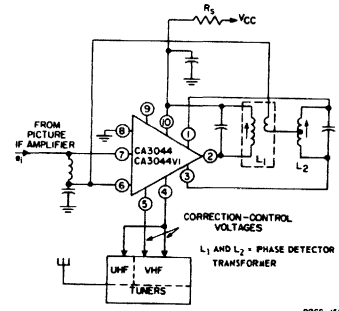 Rs
VCC
9
10
1
8
FROM
PICTURE
IF AMPLIFIER
ei
7
CA3044
CA3044V1
2
L1
L2
6
3
5
4
CORRECTION-CONTROL
VOLTAGES
L1 AND L2 = PHASE DETECTOR
TRANSFORMER
UHF
VHF
TUNERS